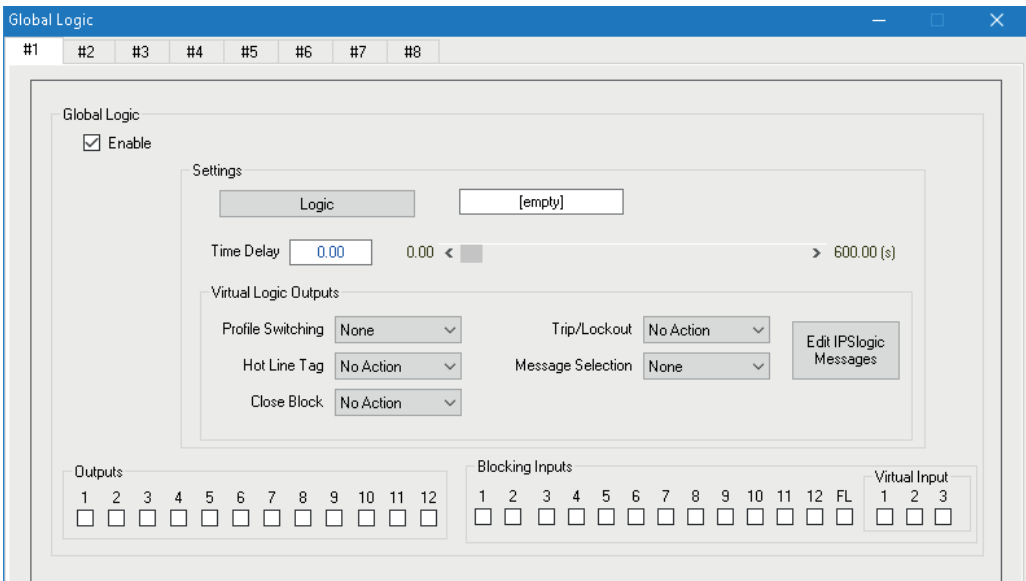 Global Logic
#1 #2 #3 #4 #5 #6 #7 #8
Global Logic
Enable
Settings
Logic [empty]
Time Delay 0.00 0.00 < > 600.00 (s)
Virtual Logic Outputs
Profile Switching None Trip/Lockout No Action
Edit IPSlogic
Messages
Hot Line Tag No Action Message Selection None
Close Block No Action
Outputs
1 2 3 4 5 6 7 8 9 10 11 12
Blocking Inputs
1 2 3 4 5 6 7 8 9 10 11 12 FL
Virtual Input
1 2 3